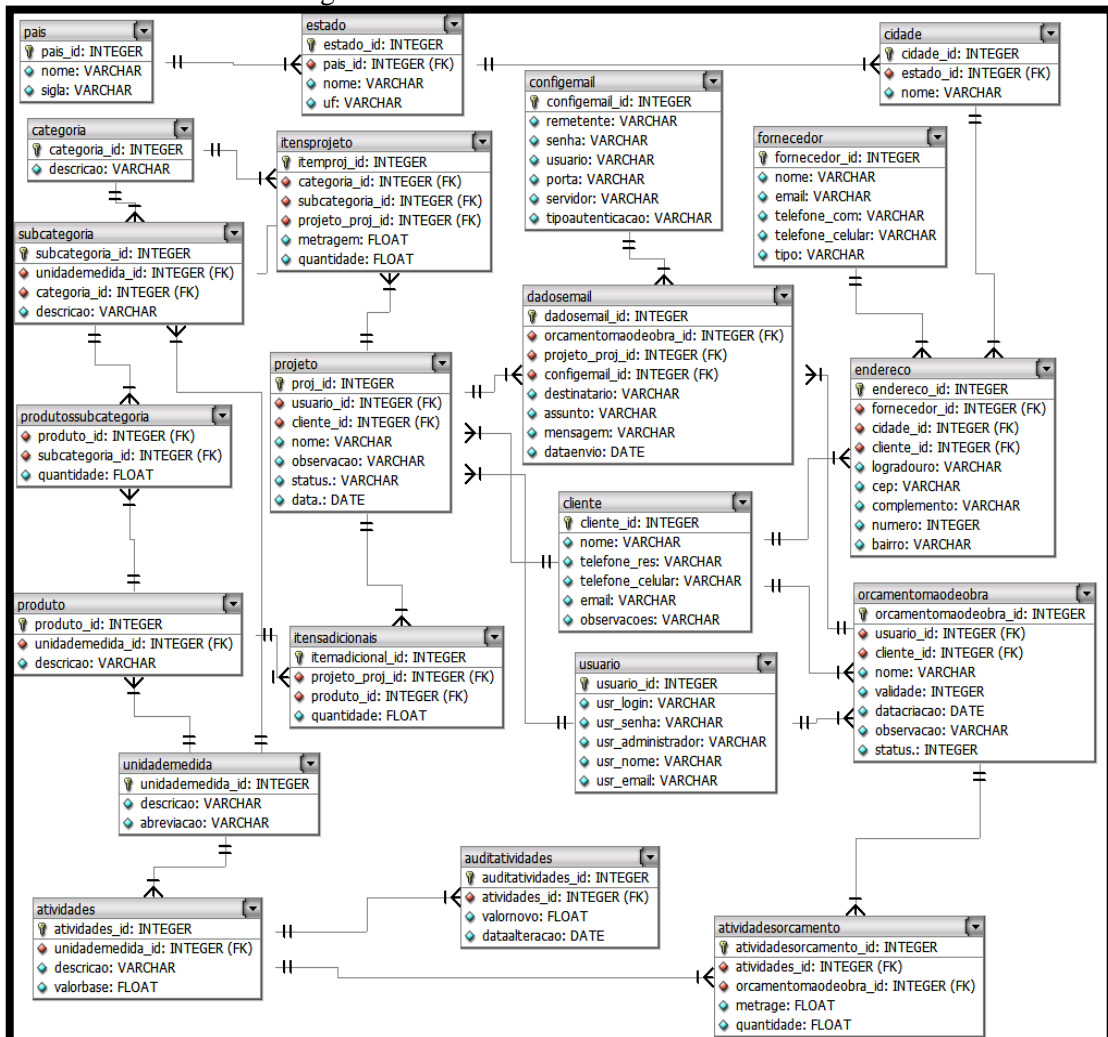 pais
pais_id: INTEGER
nome: VARCHAR
sigla: VARCHAR
estado
estado_id: INTEGER
pais_id: INTEGER (FK)
nome: VARCHAR
uf: VARCHAR
cidade
cidade_id: INTEGER
estado_id: INTEGER (FK)
nome: VARCHAR
configemail
configemail_id: INTEGER
remetente: VARCHAR
senha: VARCHAR
usuario: VARCHAR
porta: VARCHAR
servidor: VARCHAR
tipoautenticacao: VARCHAR
categoria
categoria_id: INTEGER
descricao: VARCHAR
itensprojeto
itemproj_id: INTEGER
categoria_id: INTEGER (FK)
subcategoria_id: INTEGER (FK)
projeto_proj_id: INTEGER (FK)
metragem: FLOAT
quantidade: FLOAT
fornecedor
fornecedor_id: INTEGER
nome: VARCHAR
email: VARCHAR
telefone_com: VARCHAR
telefone_celular: VARCHAR
tipo: VARCHAR
subcategoria
subcategoria_id: INTEGER
unidademedida_id: INTEGER (FK)
categoria_id: INTEGER (FK)
descricao: VARCHAR
dadosemail
dadosemail_id: INTEGER
orcamentomaodeobra_id: INTEGER (FK)
projeto_proj_id: INTEGER (FK)
configemail_id: INTEGER (FK)
destinatario: VARCHAR
assunto: VARCHAR
mensagem: VARCHAR
dataenvio: DATE
projeto
proj_id: INTEGER
usuario_id: INTEGER (FK)
cliente_id: INTEGER (FK)
nome: VARCHAR
observacao: VARCHAR
status.: VARCHAR
data.: DATE
endereco
endereco_id: INTEGER
fornecedor_id: INTEGER (FK)
cidade_id: INTEGER (FK)
cliente_id: INTEGER (FK)
logradouro: VARCHAR
cep: VARCHAR
complemento: VARCHAR
numero: INTEGER
bairro: VARCHAR
produtossubcategoria
produto_id: INTEGER (FK)
subcategoria_id: INTEGER (FK)
quantidade: FLOAT
cliente
cliente_id: INTEGER
nome: VARCHAR
telefone_res: VARCHAR
telefone_celular: VARCHAR
email: VARCHAR
observacoes: VARCHAR
orcamentomaodeobra
orcamentomaodeobra_id: INTEGER
usuario_id: INTEGER (FK)
cliente_id: INTEGER (FK)
nome: VARCHAR
validade: INTEGER
datacriacao: DATE
observacao: VARCHAR
status.: INTEGER
produto
produto_id: INTEGER
unidademedida_id: INTEGER (FK)
descricao: VARCHAR
itensadicionais
itemadicional_id: INTEGER
projeto_proj_id: INTEGER (FK)
produto_id: INTEGER (FK)
quantidade: FLOAT
usuario
usuario_id: INTEGER
usr_login: VARCHAR
usr_senha: VARCHAR
usr_administrador: VARCHAR
usr_nome: VARCHAR
usr_email: VARCHAR
unidademedida
unidademedida_id: INTEGER
descricao: VARCHAR
abreviacao: VARCHAR
auditatividades
auditatividades_id: INTEGER
atividades_id: INTEGER (FK)
valornovo: FLOAT
dataalteracao: DATE
atividades
atividades_id: INTEGER
unidademedida_id: INTEGER (FK)
descricao: VARCHAR
valorbase: FLOAT
atividadesorcamento
atividadesorcamento_id: INTEGER
atividades_id: INTEGER (FK)
orcamentomaodeobra_id: INTEGER (FK)
metrage: FLOAT
quantidade: FLOAT